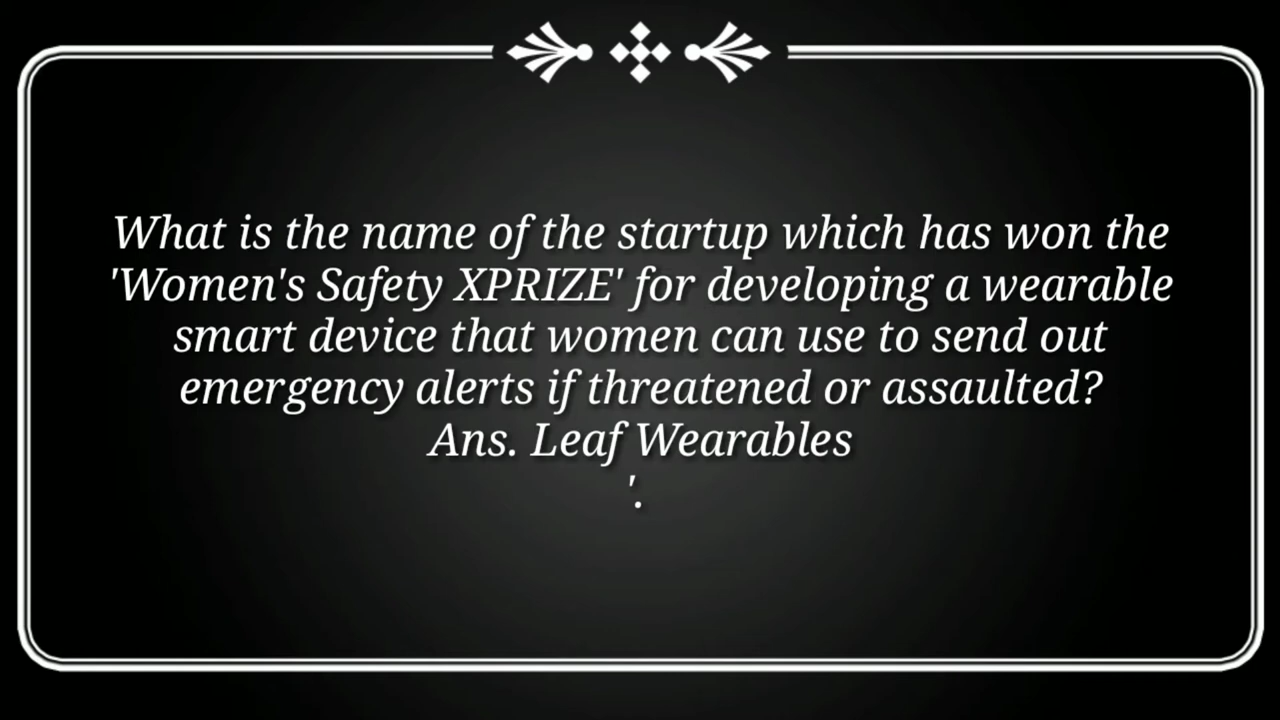 What is the name of the startup which has won the
'Women's Safety XPRIZE' for developing a wearable
smart device that women can use to send out
emergency alerts if threatened or assaulted?
Ans. Leaf Wearables
'.